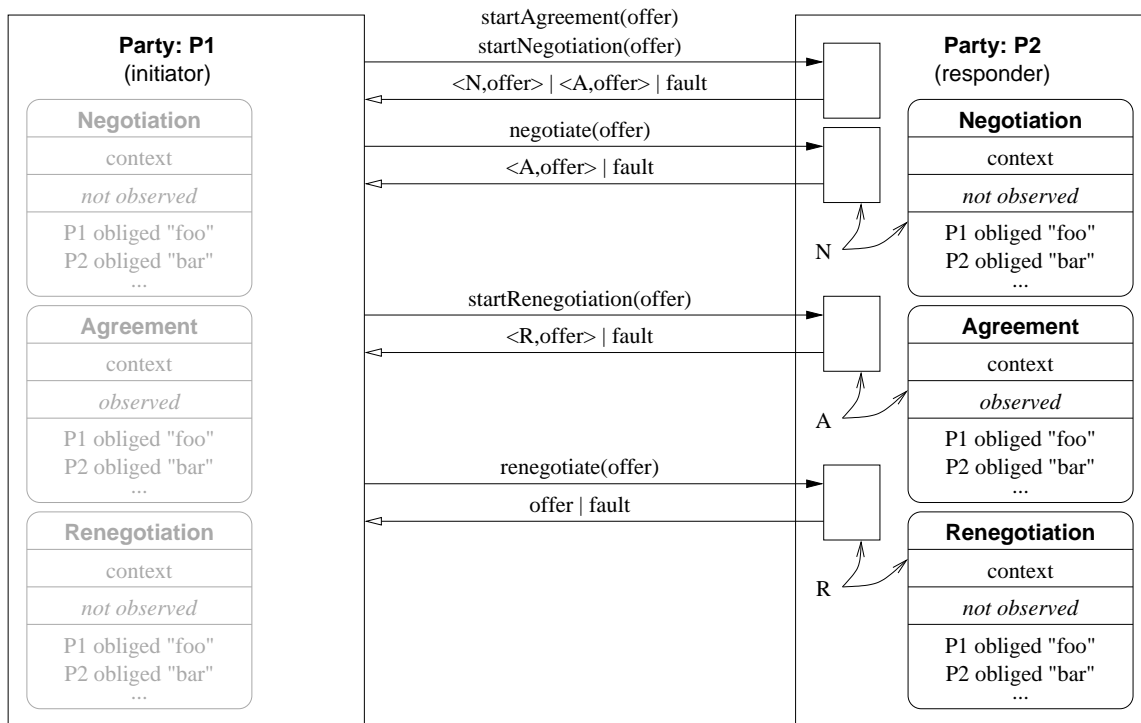 Party: P1
(initiator)
Negotiation
context
not observed
P1 obliged "foo"
P2 obliged "bar"
...
Agreement
context
observed
P1 obliged "foo"
P2 obliged "bar"
...
Renegotiation
context
not observed
P1 obliged "foo"
P2 obliged "bar"
...
startAgreement(offer)
startNegotiation(offer)
<N,offer> | <A,offer> | fault
negotiate(offer)
<A,offer> | fault
startRenegotiation(offer)
<R,offer> | fault
renegotiate(offer)
offer | fault
Party: P2
(responder)
N
A
R
Negotiation
context
not observed
P1 obliged "foo"
P2 obliged "bar"
...
Agreement
context
observed
P1 obliged "foo"
P2 obliged "bar"
...
Renegotiation
context
not observed
P1 obliged "foo"
P2 obliged "bar"
...